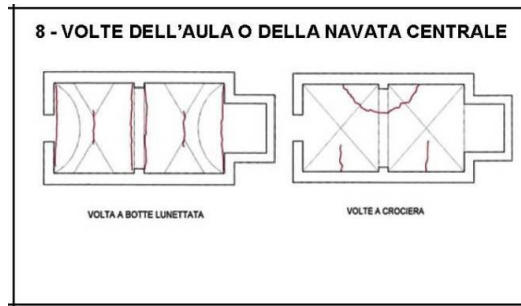 8 - VOLTE DELL'AULA O DELLA NAVATA CENTRALE
VOLTA A BOTTE LUNETTATA
VOLTE A CROCIERA